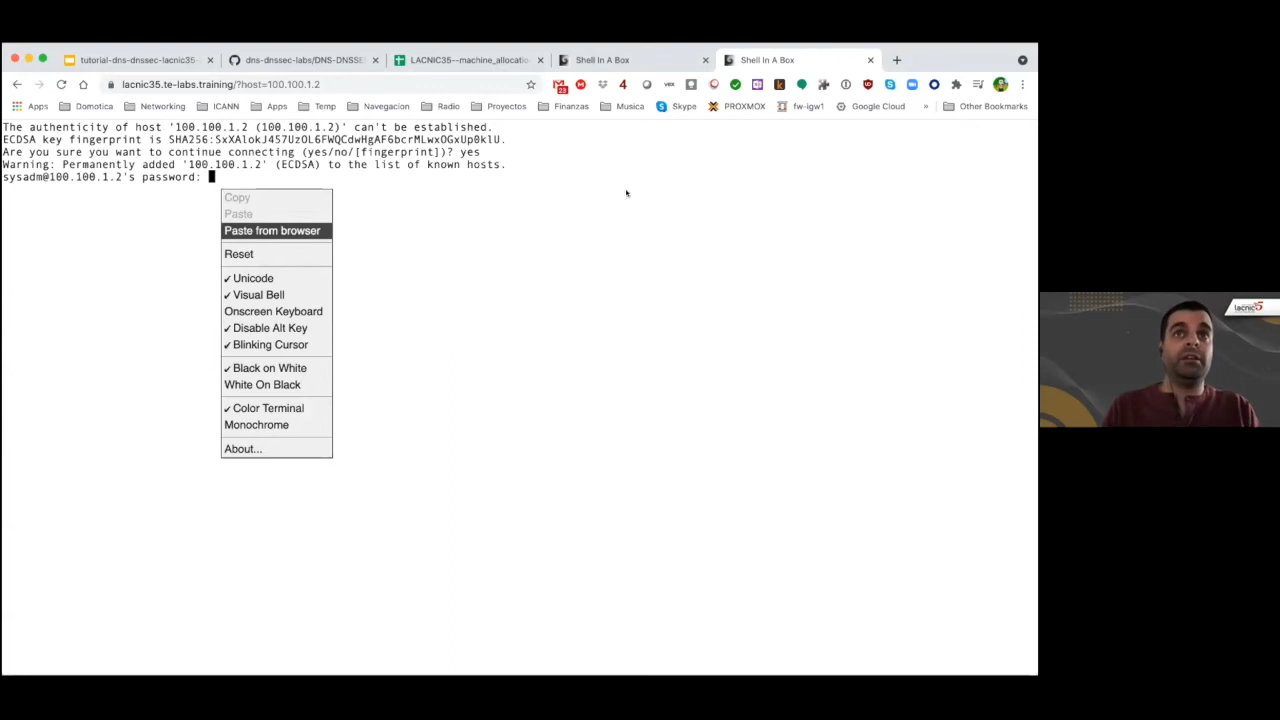 tutorial-dns-dnssec-lacnic35
dns-dnssec-labs/DNS-DNSSE
LACNIC35--machine_allocatio
Shell In A Box
Shell In A Box
lacnic35.te-labs.training/?host=100.100.1.2
23
4
Apps
Domotica
Networking
ICANN
Apps
Temp
Navegacion
Radio
Proyectos
Finanzas
Musica
Skype
PROXMOX
fw-igw1
Google Cloud
»
Other Bookmarks
The authenticity of host '100.100.1.2 (100.100.1.2)' can't be established.
ECDSA key fingerprint is SHA256:SxXAlokJ457UzOL6FWQCdwHgAF6bcrMLwxOGxUp0klU.
Are you sure you want to continue connecting (yes/no/[fingerprint])? yes
Warning: Permanently added '100.100.1.2' (ECDSA) to the list of known hosts.
sysadm@100.100.1.2's password:
Copy
Paste
Paste from browser
Reset
✓ Unicode
✓ Visual Bell
Onscreen Keyboard
✓ Disable Alt Key
✓ Blinking Cursor
✓ Black on White
White On Black
✓ Color Terminal
Monochrome
About...
lacnic35